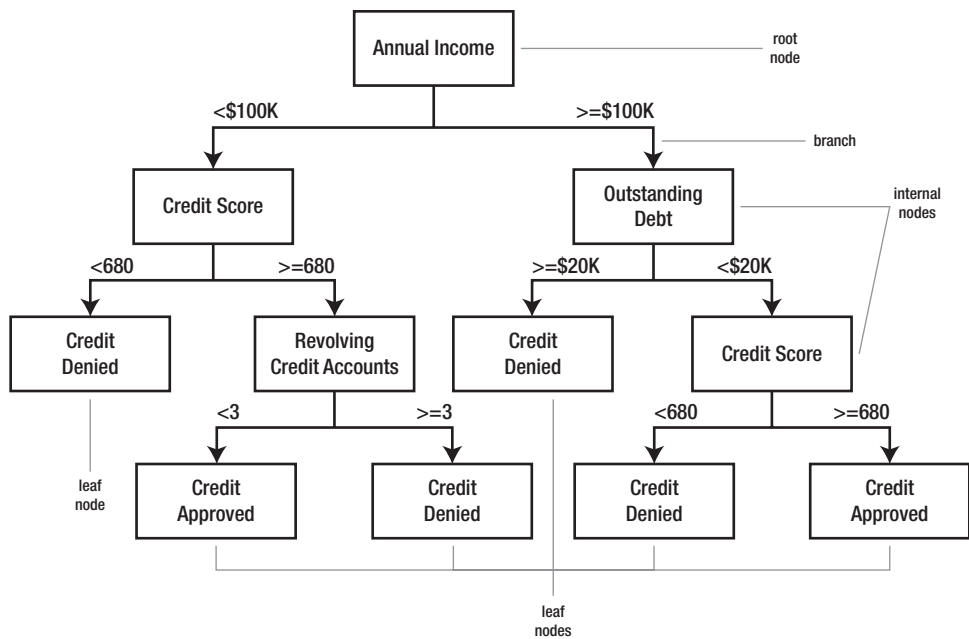 Annual Income
root
node
<$100K
>=$100K
branch
Credit Score
Outstanding
Debt
internal
nodes
<680
>=680
>=$20K
<$20K
Credit
Denied
Revolving
Credit Accounts
Credit
Denied
Credit Score
<3
>=3
<680
>=680
leaf
node
Credit
Approved
Credit
Denied
Credit
Denied
Credit
Approved
leaf
nodes